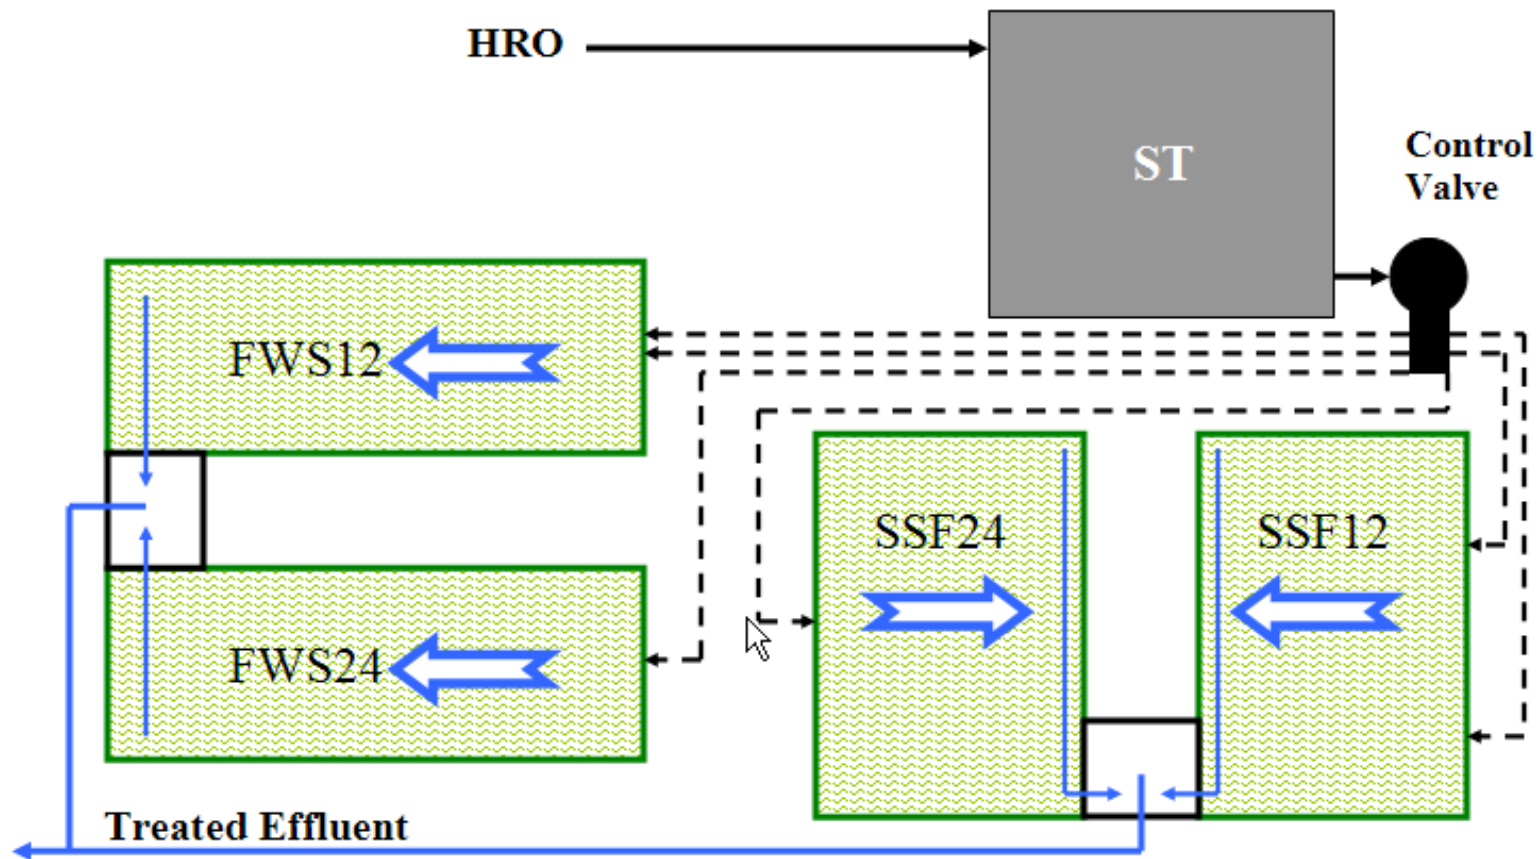 HRO
ST
Control
Valve
FWS12
SSF24
SSF12
FWS24
Treated Effluent